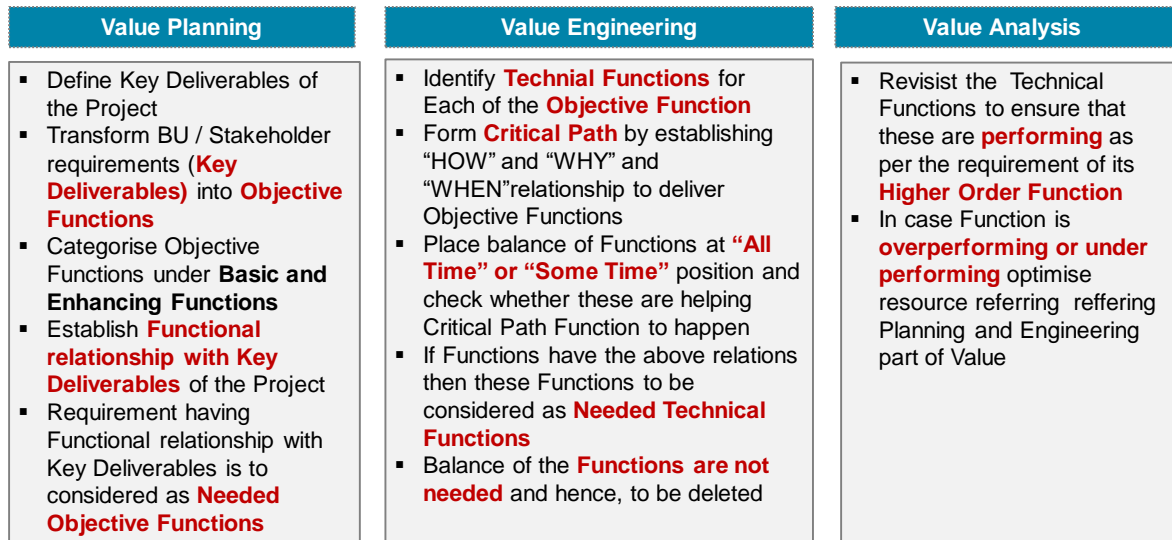 Value Planning
▪ Define Key Deliverables of
the Project
▪ Transform BU / Stakeholder
requirements (Key
Deliverables) into Objective
Functions
▪ Categorise Objective
Functions under Basic and
Enhancing Functions
▪ Establish Functional
relationship with Key
Deliverables of the Project
▪ Requirement having
Functional relationship with
Key Deliverables is to
considered as Needed
Objective Functions
Value Engineering
▪ Identify Technial Functions for
Each of the Objective Function
▪ Form Critical Path by establishing
“HOW” and “WHY” and
“WHEN”relationship to deliver
Objective Functions
▪ Place balance of Functions at “All
Time” or “Some Time” position and
check whether these are helping
Critical Path Function to happen
▪ If Functions have the above relations
then these Functions to be
considered as Needed Technical
Functions
▪ Balance of the Functions are not
needed and hence, to be deleted
Value Analysis
▪ Revisist the Technical
Functions to ensure that
these are performing as
per the requirement of its
Higher Order Function
▪ In case Function is
overperforming or under
performing optimise
resource referring reffering
Planning and Engineering
part of Value